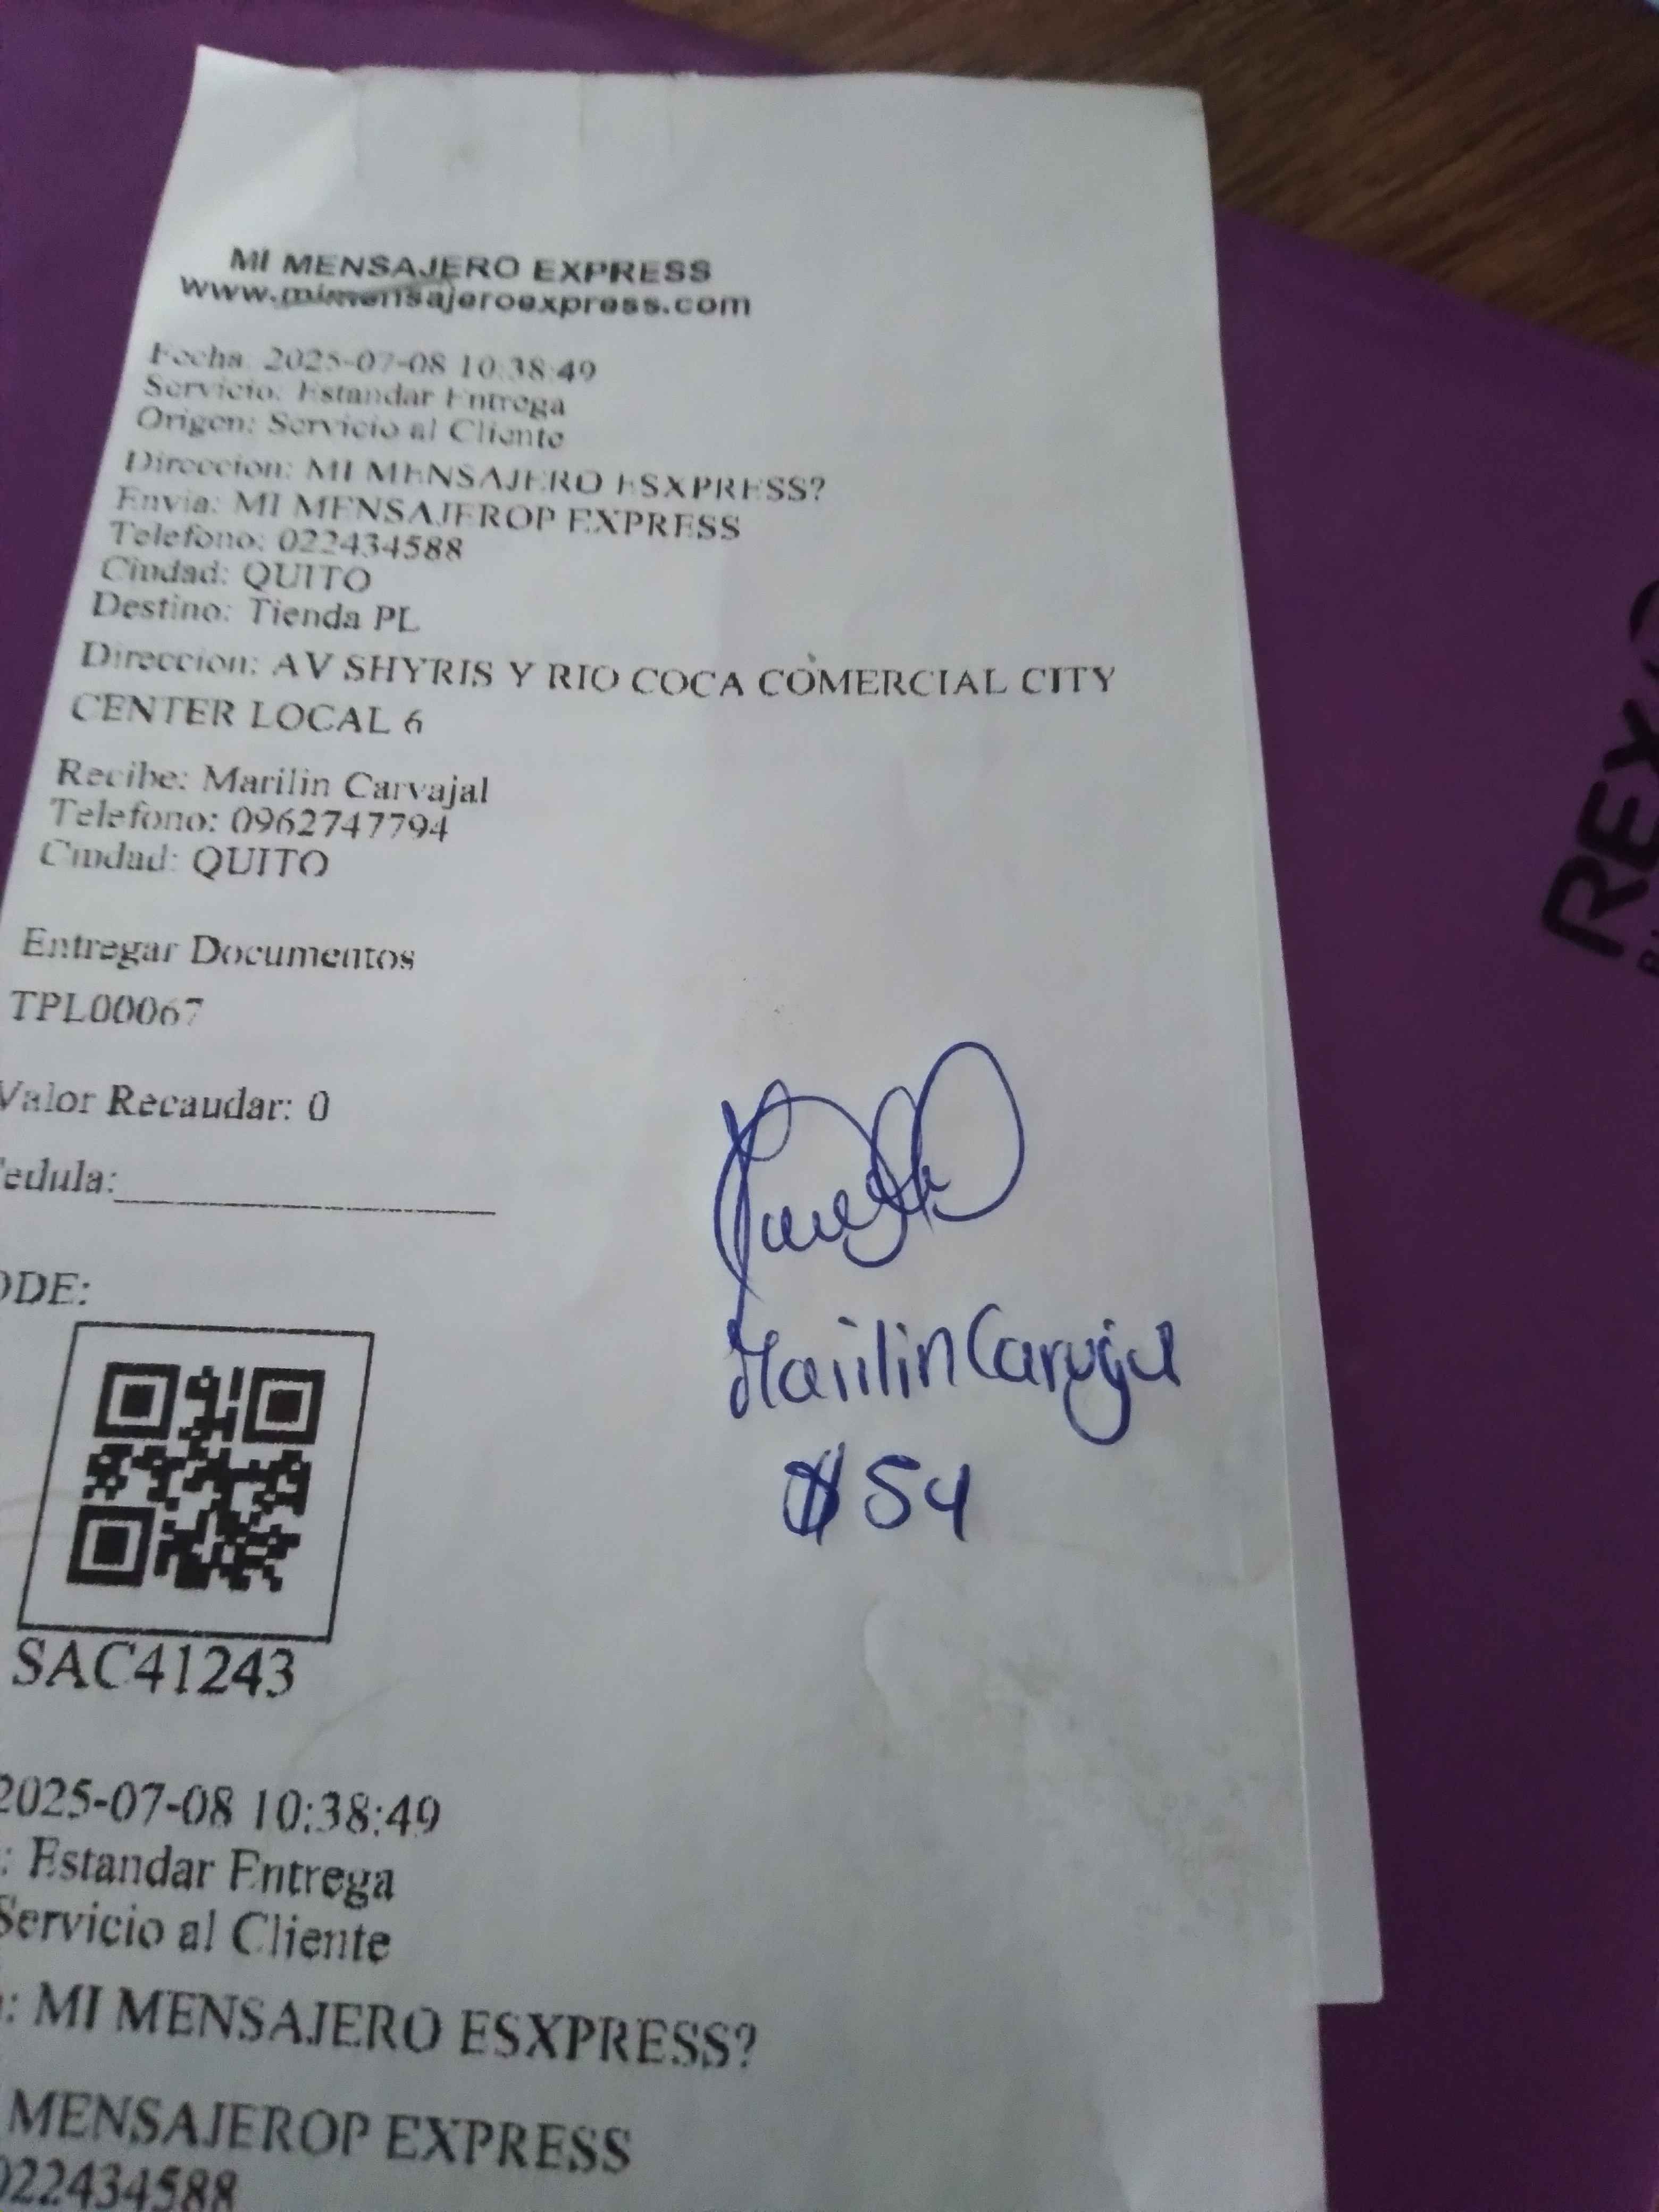 MI MENSAJERO EXPRESS
www.mimensajeroexpress.com
Fecha: 2025-07-08 10:38:49
Servicio: Estandar Entrega
Origen: Servicio al Cliente
Direccion: MI MENSAJERO ESXPRESS?
Envia: MI MENSAJEROP EXPRESS
Telefono: 022434588
Ciudad: QUITO
Destino: Tienda PL
Direccion: AV SHYRIS Y RIO COCA COMERCIAL CITY
CENTER LOCAL 6
Recibe: Marilin Carvajal
Telefono: 0962747794
Ciudad: QUITO
Entregar Documentos
TPL00067
Valor Recaudar: 0
edula:
ODE:
Marilin Carvajal
$54
SAC41243
2025-07-08 10:38:49
: Estandar Entrega
Servicio al Cliente
: MI MENSAJERO ESXPRESS?
MENSAJEROP EXPRESS
022434588
REX